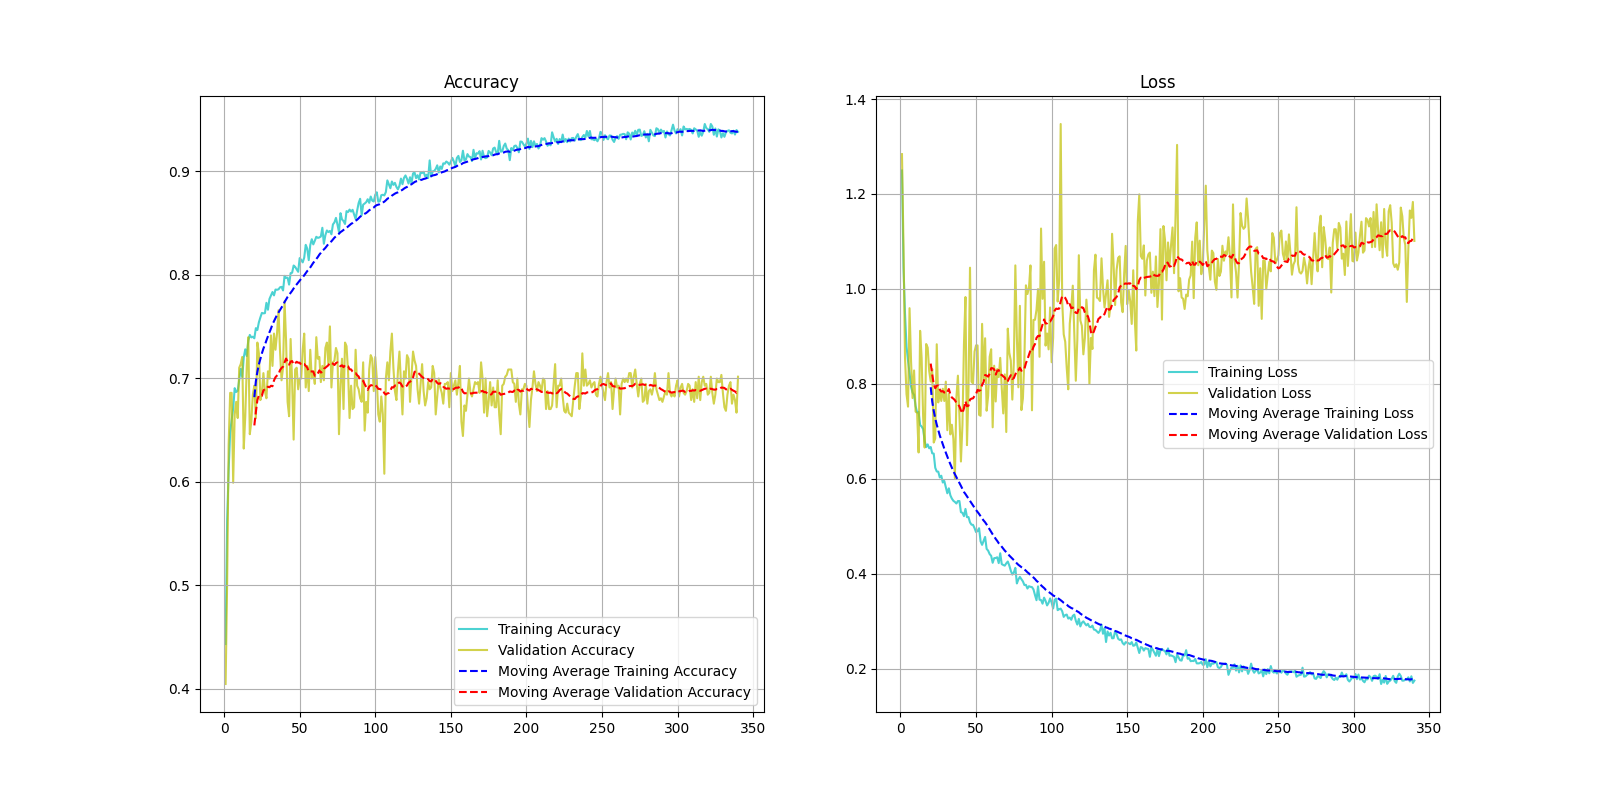 Accuracy
0.9
0.8
0.7
0.6
0.5
0.4
0 50 100 150 200 250 300 350
Training Accuracy
Validation Accuracy
Moving Average Training Accuracy
Moving Average Validation Accuracy
Loss
1.4
1.2
1.0
0.8
0.6
0.4
0.2
0 50 100 150 200 250 300 350
Training Loss
Validation Loss
Moving Average Training Loss
Moving Average Validation Loss